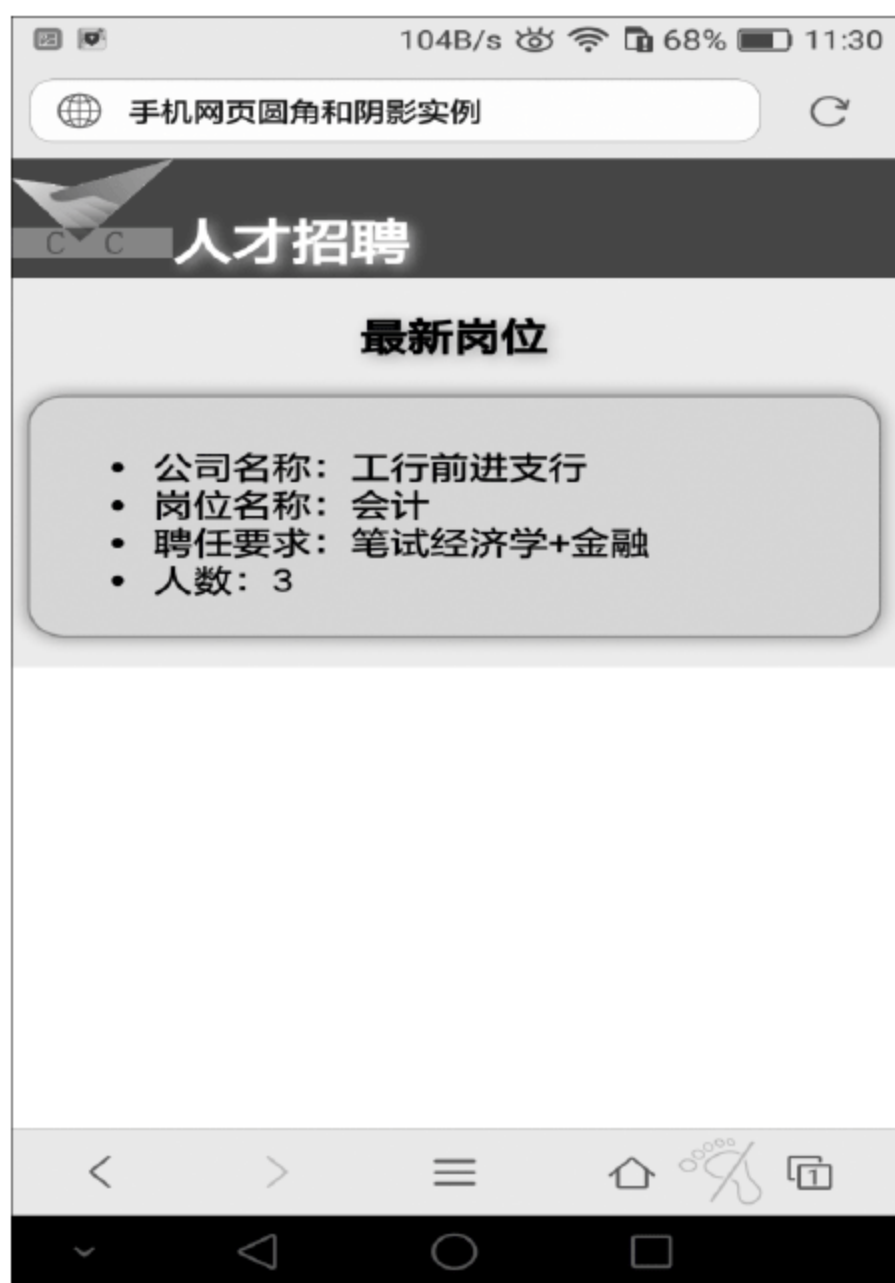 104B/s 68% 11:30
手机网页圆角和阴影实例
C C
人才招聘
最新岗位
• 公司名称：工行前进支行
• 岗位名称：会计
• 聘任要求：笔试经济学+金融
• 人数：3
1